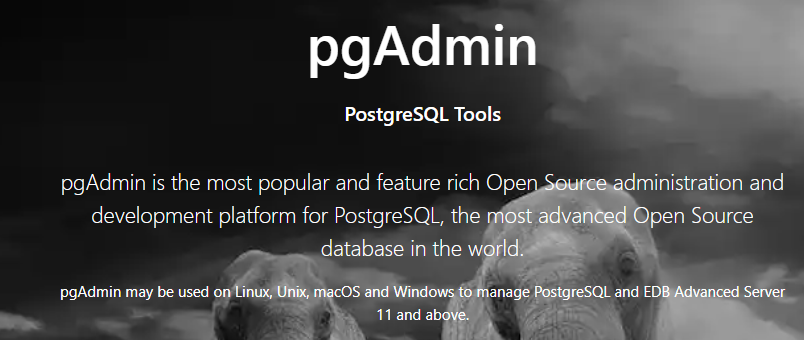 pgAdmin
PostgreSQL Tools
pgAdmin is the most popular and feature rich Open Source administration and
development platform for PostgreSQL, the most advanced Open Source
database in the world.
pgAdmin may be used on Linux, Unix, macOS and Windows to manage PostgreSQL and EDB Advanced Server
11 and above.